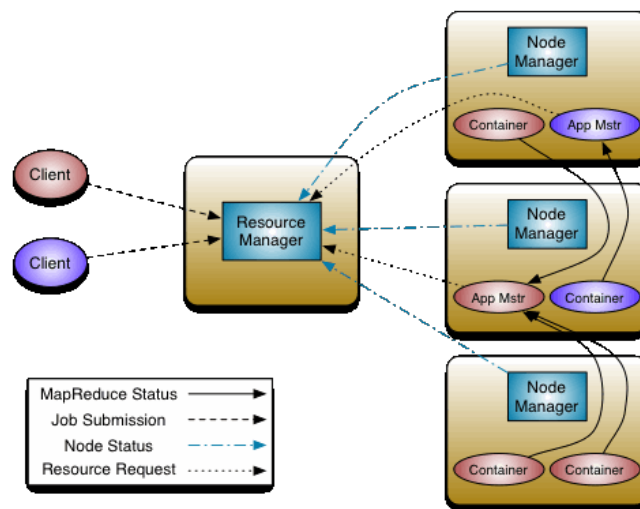 Node
Manager
Container
App Mstr
Client
Resource
Manager
Client
Node
Manager
App Mstr
Container
Node
Manager
Container
Container
MapReduce Status
Job Submission
Node Status
Resource Request